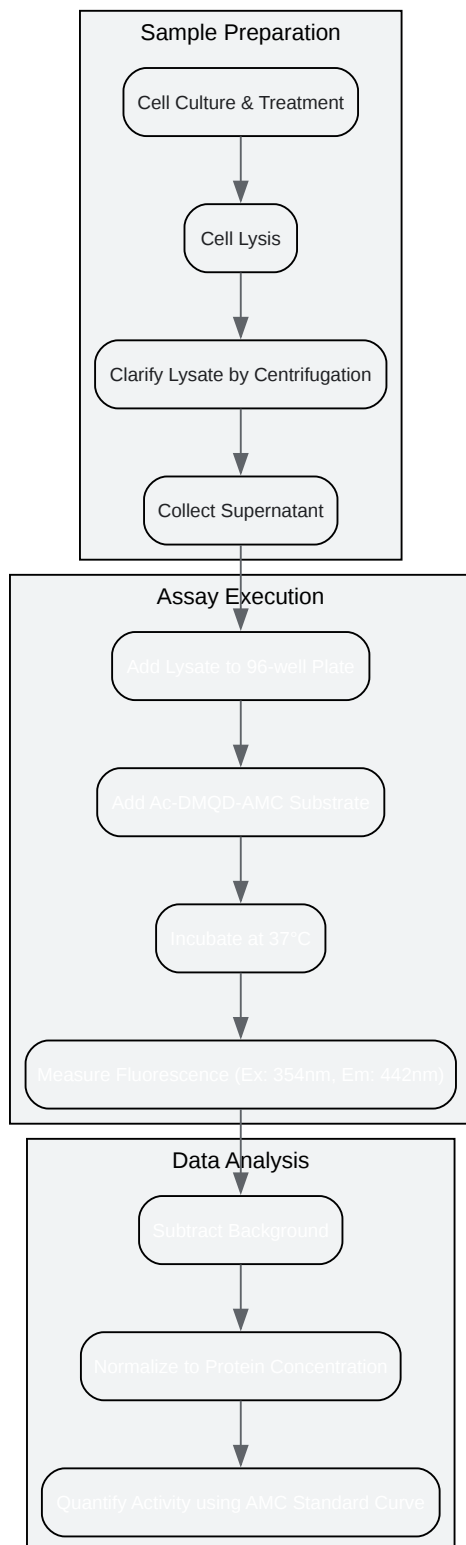 Sample Preparation
Cell Culture & Treatment
Cell Lysis
Clarify Lysate by Centrifugation
Collect Supernatant
Assay Execution
Add Lysate to 96-well Plate
Add Ac-DMQD-AMC Substrate
Incubate at 37°C
Measure Fluorescence (Ex: 354nm, Em: 442nm)
Data Analysis
Subtract Background
Normalize to Protein Concentration
Quantify Activity using AMC Standard Curve